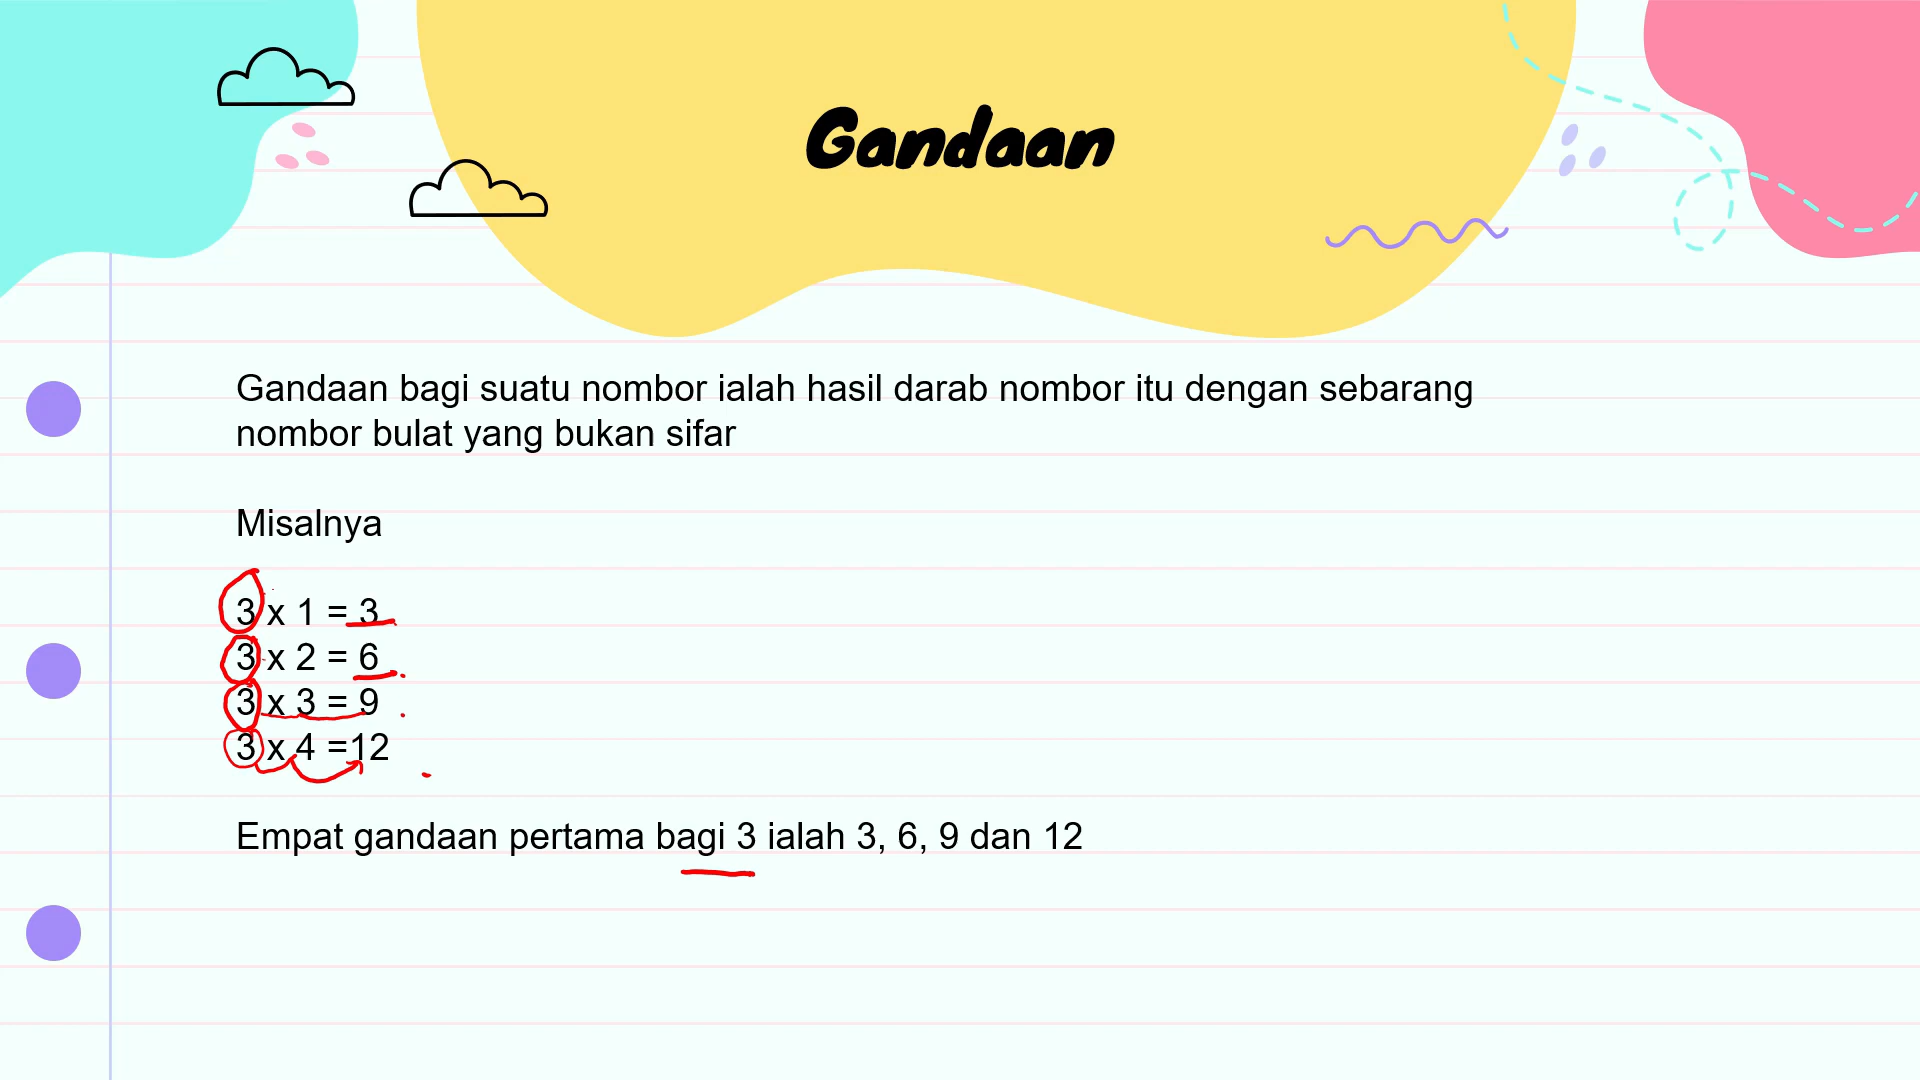 Gandaan
Gandaan bagi suatu nombor ialah hasil darab nombor itu dengan sebarang
nombor bulat yang bukan sifar
Misalnya
3 x 1 = 3
3 x 2 = 6
3 x 3 = 9
3 x 4 =12
Empat gandaan pertama bagi 3 ialah 3, 6, 9 dan 12